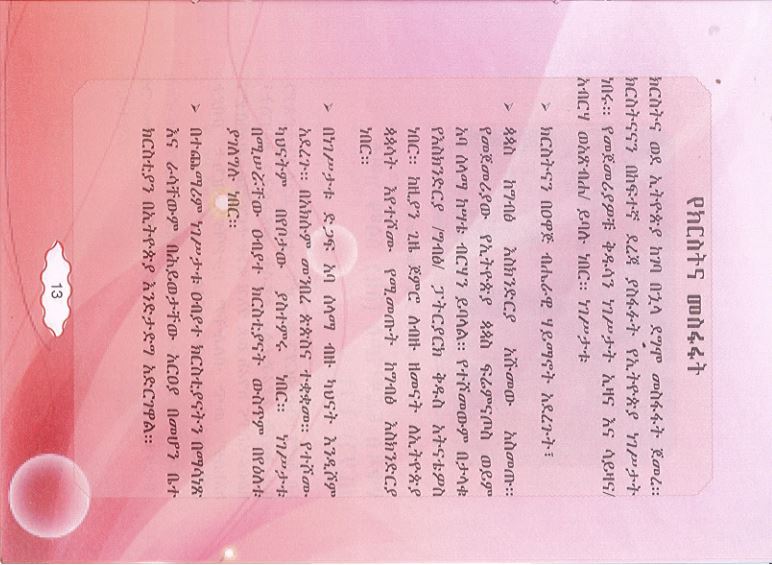 የክርስትና መስፋፋት
ክርስትና ወደ ኢትዮጵያ ከገባ በኂላ ደግሞ መስፋፋት ጀመረ።
ክርስትናናን በከፍተኛ ደረጃ ያስፋፉት የኢትዮጵያ ነገሥታት
ነበሩ። የመጀመሪያዎቹ ቅዱሳን ነገሥታት ኢዛና እና ሳይዛና/
አብርሃ ወአጽብሐ/ ይባሉ ነበር። ነገሥታቱ
➢ ክርስትናን በዐዋጅ ብሔራዊ ሃይማኖት አደረጉት፣
➢ ጳጳስ ከግብፅ እስክንድርያ አሹመው አስመጡ።
የመጀመሪያው የኢትዮጵያ ጳጳስ ፍሬምናጦስ ወይም
አባ ሰላማ ከሣቴ ብርሃን ይባላል። የተሾመውም በታላቁ
የእስክንድርያ /ግብፅ/ ፓትርያርክ ቅዱስ አትናቴዎስ
ነበር። ከዚያን ጊዜ ጀምሮ ለብዙ ዘመናት ለኢትዮጵያ
ጳጳሳት እየተሾሙ የሚመጡት ከግብፅ እስክንድርያ
ነበር።
➢ በነገሥታቱ ድጋፍ አባ ሰላማ ብዙ ካህናት እንዲሾም
አደረጉ። በአክሱም መንበረ ጵጵስና ተቋቋመ። የተሾሙ
ካህናትም በየቦታው ያስተምሩ ነበር። ነገሥታቱ
በሚሠሯቸው ዐብያተ ክርስቲያናት ውስጥም በየዕለቱ
ያገለግሉ ነበር።
➢ በተጨማሪም ነገሥታቱ ዐብያተ ክርስቲያናትን በማሳነጽ
እና ራሳቸውም በሕይወታቸው አርዐያ በመሆን ቤተ
ክርስቲያን በኢትዮጵያ እንድታድግ አድርገዋል።
13